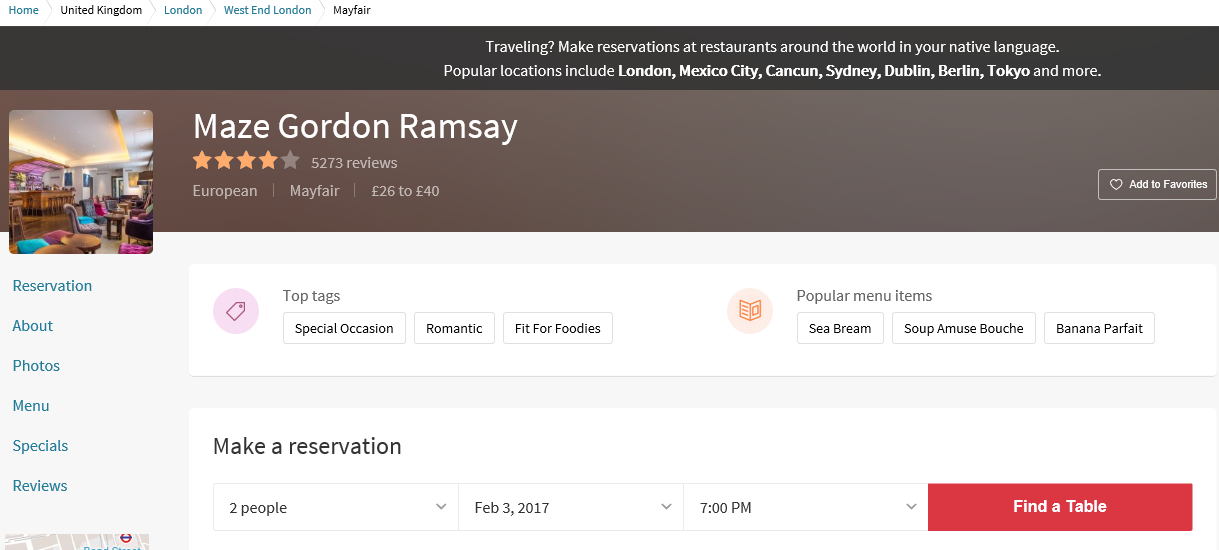 Home
United Kingdom
London
West End London
Mayfair
Traveling? Make reservations at restaurants around the world in your native language.
Popular locations include London, Mexico City, Cancun, Sydney, Dublin, Berlin, Tokyo and more.
Maze Gordon Ramsay
5273 reviews
European
Mayfair
£26 to £40
Add to Favorites
Reservation
About
Photos
Menu
Specials
Reviews
Top tags
Special Occasion
Romantic
Fit For Foodies
Popular menu items
Sea Bream
Soup Amuse Bouche
Banana Parfait
Make a reservation
2 people
Feb 3, 2017
7:00 PM
Find a Table
Bond Street